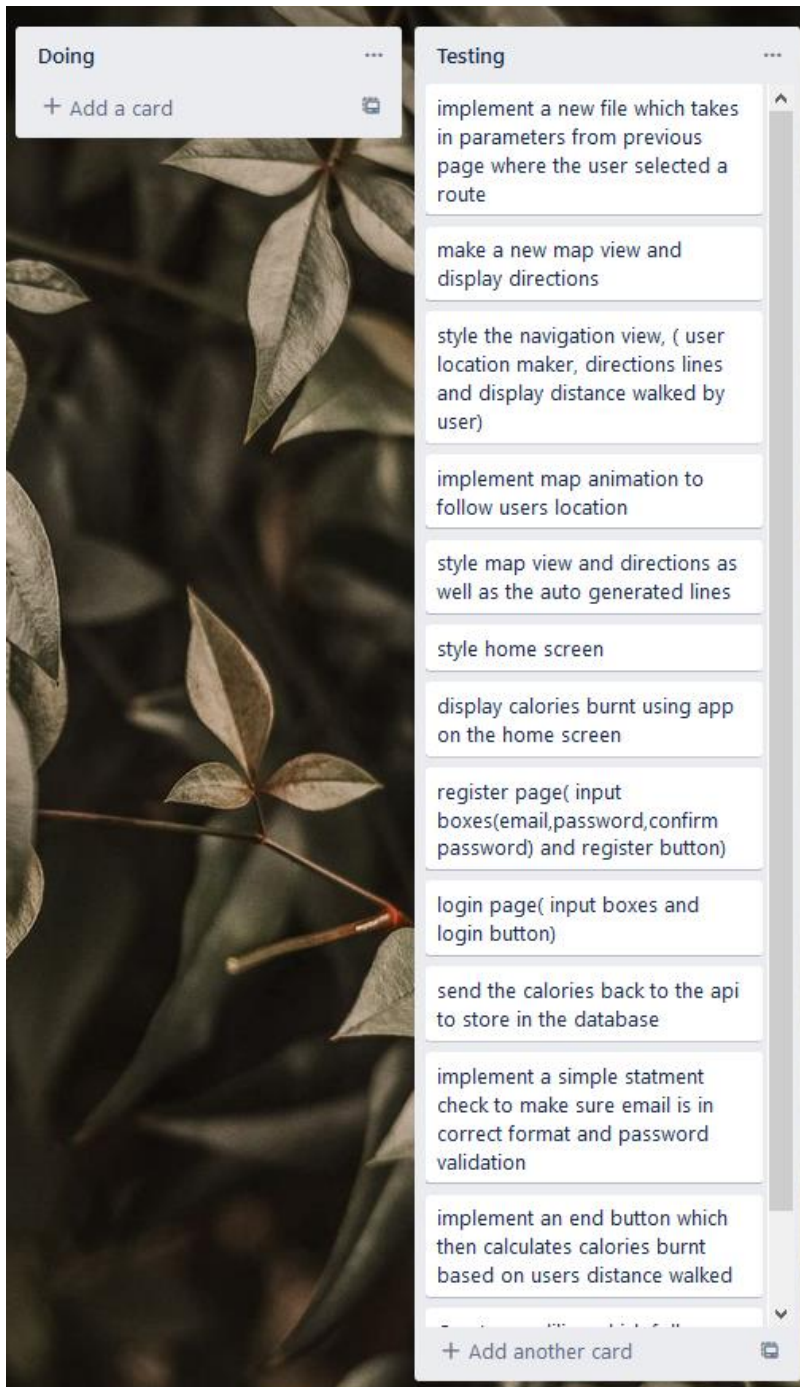 Doing
+ Add a card
Testing
implement a new file which takes
in parameters from previous
page where the user selected a
route
make a new map view and
display directions
style the navigation view, ( user
location maker, directions lines
and display distance walked by
user)
implement map animation to
follow users location
style map view and directions as
well as the auto generated lines
style home screen
display calories burnt using app
on the home screen
register page( input
boxes(email,password,confirm
password) and register button)
login page( input boxes and
login button)
send the calories back to the api
to store in the database
implement a simple statment
check to make sure email is in
correct format and password
validation
implement an end button which
then calculates calories burnt
based on users distance walked
+ Add another card